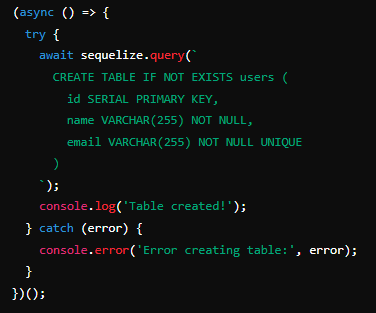 (async () => {
  try {
    await sequelize.query(`
      CREATE TABLE IF NOT EXISTS users (
        id SERIAL PRIMARY KEY,
        name VARCHAR(255) NOT NULL,
        email VARCHAR(255) NOT NULL UNIQUE
      )
    `);
    console.log('Table created!');
  } catch (error) {
    console.error('Error creating table:', error);
  }
})();